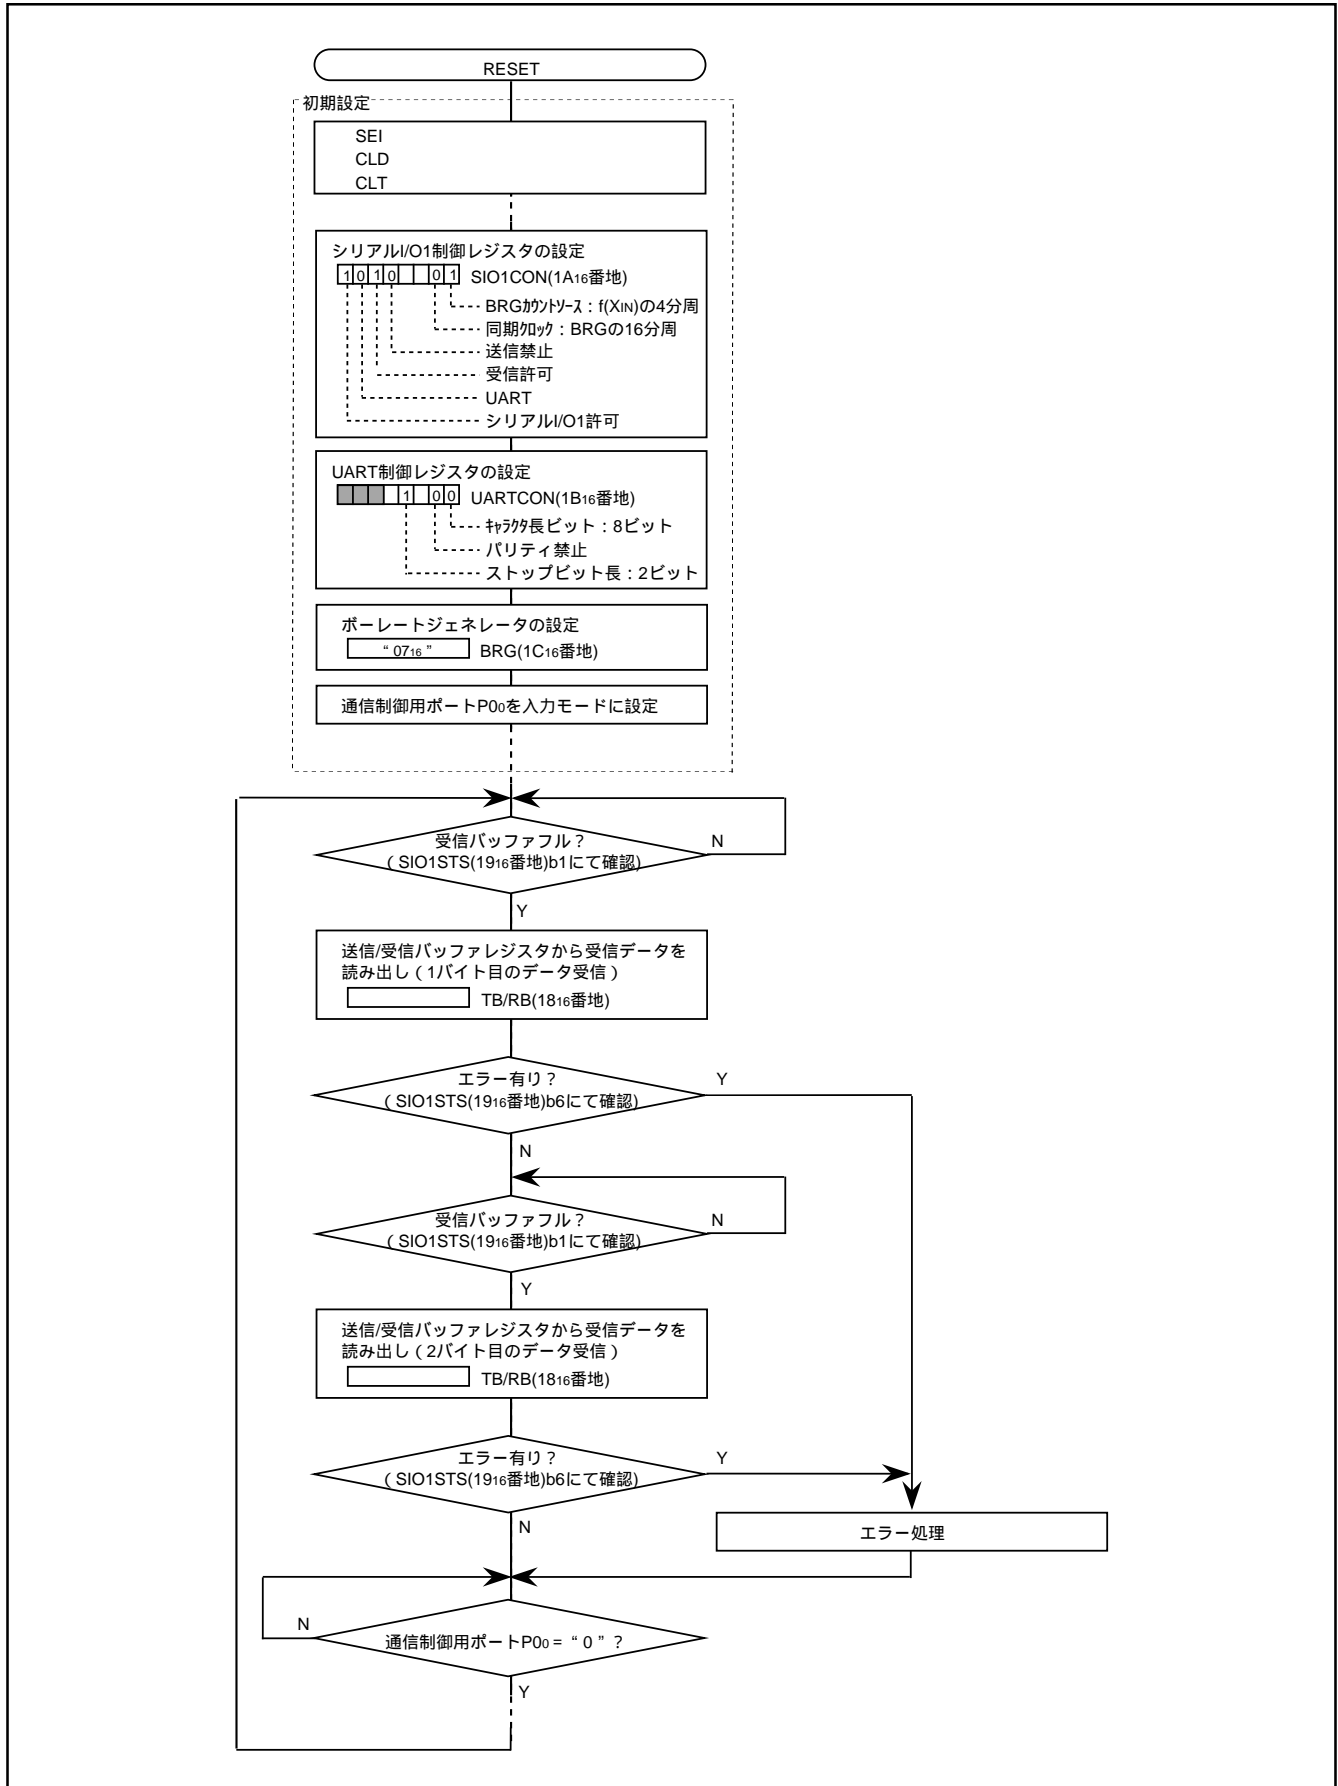 RESET
初期設定
SEI
CLD
CLT
シリアルI/O1制御レジスタの設定
1 0 1 0 0 1 SIO1CON(1A16番地)
BRGｶｳﾝﾄｿｰｽ：f(XIN)の4分周
同期ｸﾛｯｸ：BRGの16分周
送信禁止
受信許可
UART
シリアルI/O1許可
UART制御レジスタの設定
1 0 0 UARTCON(1B16番地)
ｷｬﾗｸﾀ長ビット：8ビット
パリティ禁止
ストップビット長：2ビット
ボーレートジェネレータの設定
“ 0716 ” BRG(1C16番地)
通信制御用ポートP00を入力モードに設定
受信バッファフル？
（SIO1STS(1916番地)b1にて確認)
N
Y
送信/受信バッファレジスタから受信データを
読み出し（1バイト目のデータ受信）
TB/RB(1816番地)
エラー有り？
（SIO1STS(1916番地)b6にて確認)
Y
N
受信バッファフル？
（SIO1STS(1916番地)b1にて確認)
N
Y
送信/受信バッファレジスタから受信データを
読み出し（2バイト目のデータ受信）
TB/RB(1816番地)
エラー有り？
（SIO1STS(1916番地)b6にて確認)
Y
N
エラー処理
N
通信制御用ポートP00 = “ 0 ” ？
Y